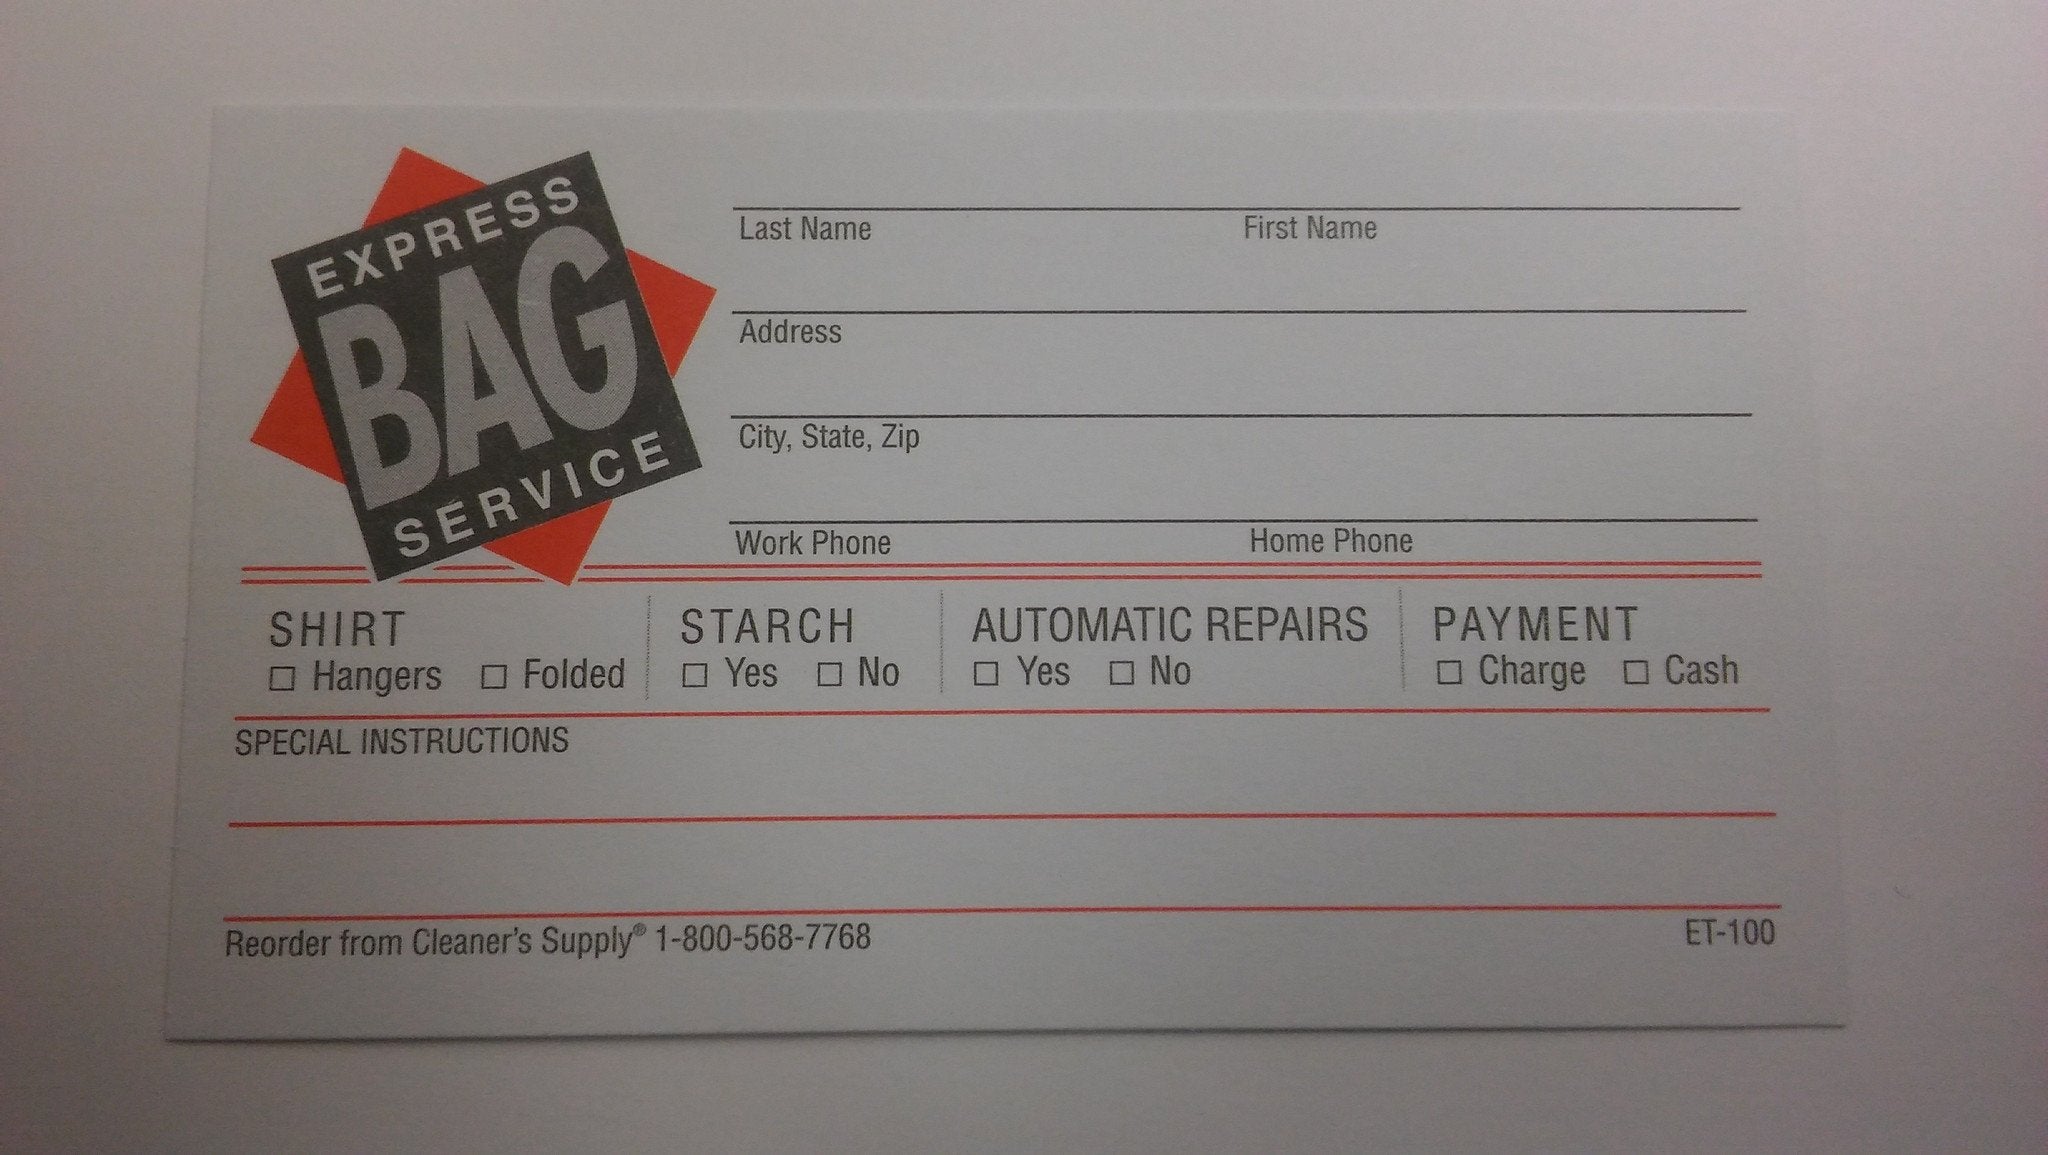 EXPRESS
BAG
SERVICE
Last Name First Name
Address
City, State, Zip
Work Phone Home Phone
SHIRT STARCH AUTOMATIC REPAIRS PAYMENT
☐ Hangers ☐ Folded ☐ Yes ☐ No ☐ Yes ☐ No ☐ Charge ☐ Cash
SPECIAL INSTRUCTIONS
Reorder from Cleaner's Supply® 1-800-568-7768 ET-100